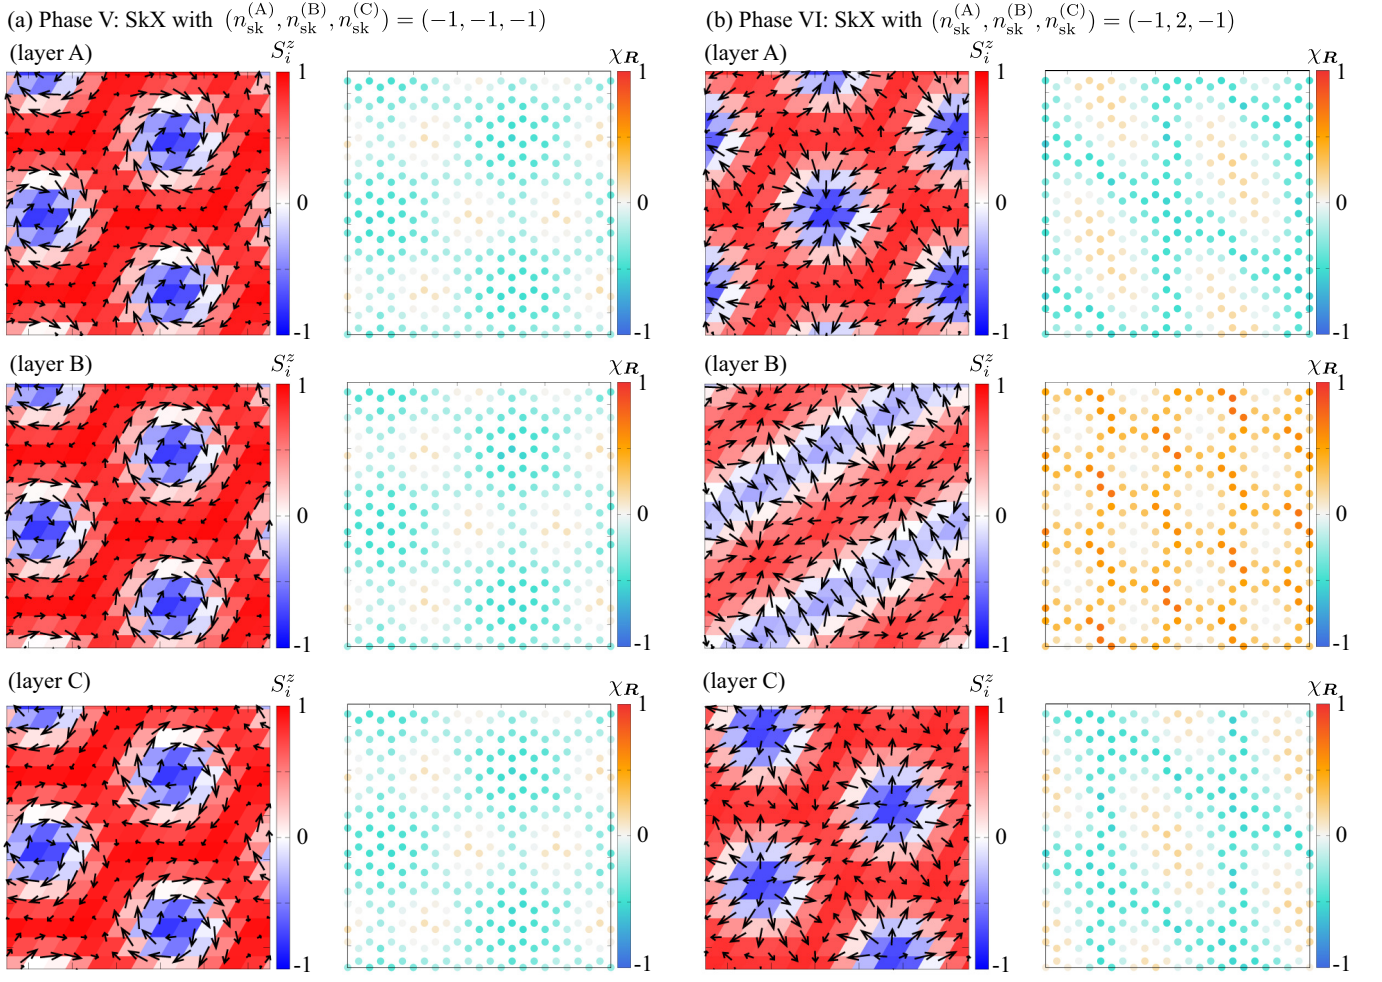 (a) Phase V: SkX with (n_sk^(A), n_sk^(B), n_sk^(C)) = (−1, −1, −1)
(b) Phase VI: SkX with (n_sk^(A), n_sk^(B), n_sk^(C)) = (−1, 2, −1)
(layer A) S_i^z χ_R (layer A) S_i^z χ_R
1 1 1 1
0 0 0 0
-1 -1 -1 -1
(layer B) S_i^z χ_R (layer B) S_i^z χ_R
1 1 1 1
0 0 0 0
-1 -1 -1 -1
(layer C) S_i^z χ_R (layer C) S_i^z χ_R
1 1 1 1
0 0 0 0
-1 -1 -1 -1